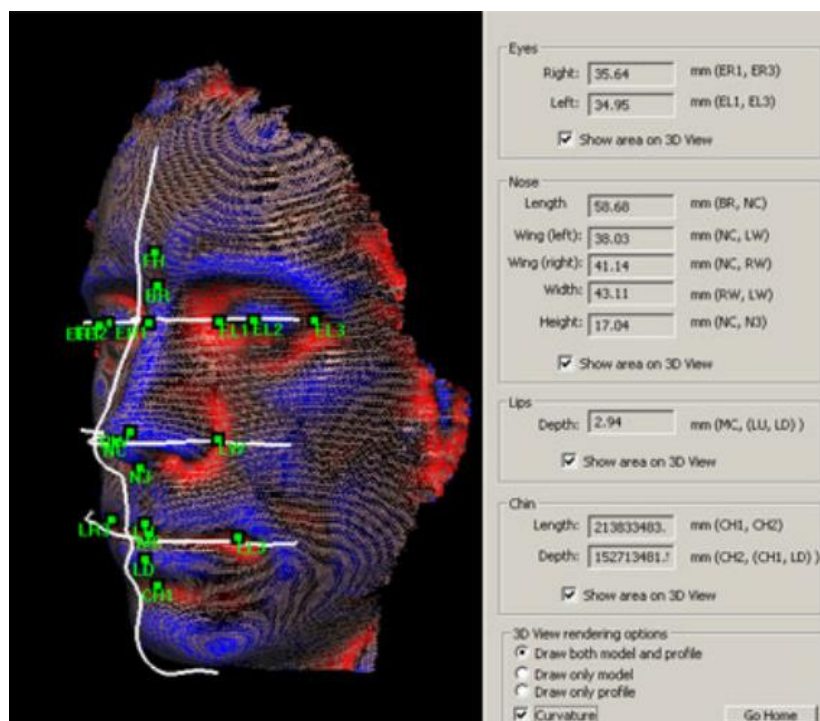 Eyes
Right: 35.64 mm (ER1, ER3)
Left: 34.95 mm (EL1, EL3)
Show area on 3D View
Nose
Length 58.68 mm (BR, NC)
Wing (left): 38.03 mm (NC, LW)
Wing (right): 41.14 mm (NC, RW)
Width: 43.11 mm (RW, LW)
Height: 17.04 mm (NC, N3)
Show area on 3D View
Lips
Depth: 2.94 mm (MC, (LU, LD) )
Show area on 3D View
Chin
Length: 213833483. mm (CH1, CH2)
Depth: 152713481. mm (CH2, (CH1, LD) )
Show area on 3D View
3D View rendering options
Draw both model and profile
Draw only model
Draw only profile
Curvature Go Home
BR
EL1 EL2 EL3
NC LW
N3
LD
CH1